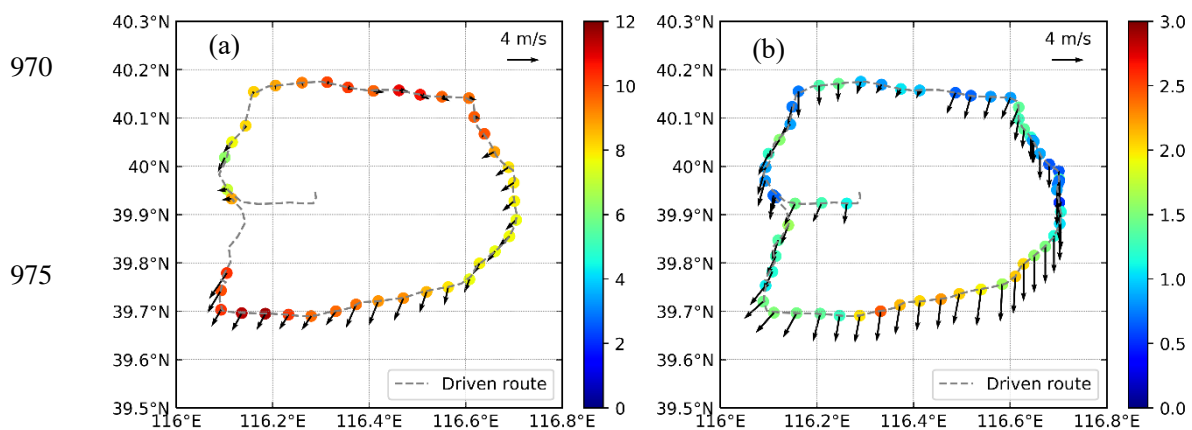 970
975
(a)
4 m/s
40.3°N
40.2°N
40.1°N
40°N
39.9°N
39.8°N
39.7°N
39.6°N
39.5°N
116°E
116.2°E
116.4°E
116.6°E
116.8°E
Driven route
12
10
8
6
4
2
0
(b)
4 m/s
40.3°N
40.2°N
40.1°N
40°N
39.9°N
39.8°N
39.7°N
39.6°N
39.5°N
116°E
116.2°E
116.4°E
116.6°E
116.8°E
Driven route
3.0
2.5
2.0
1.5
1.0
0.5
0.0